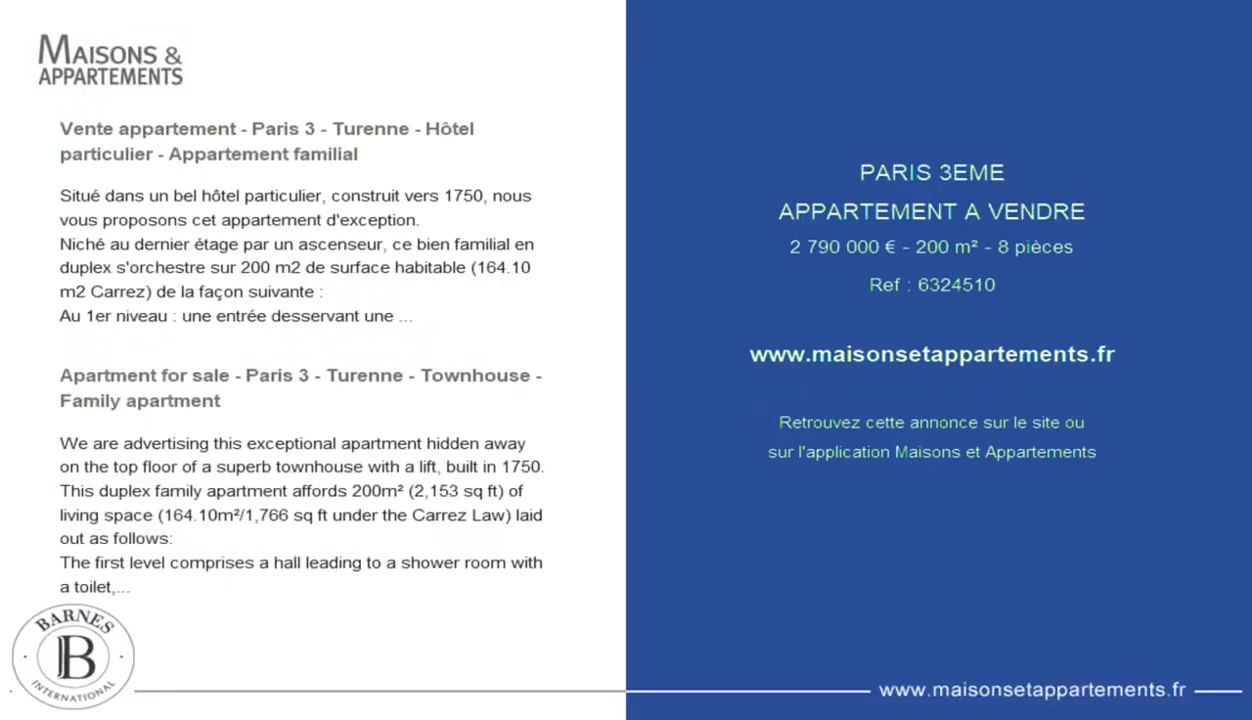 MAISONS &
APPARTEMENTS
Vente appartement - Paris 3 - Turenne - Hôtel
particulier - Appartement familial
Situé dans un bel hôtel particulier, construit vers 1750, nous
vous proposons cet appartement d'exception.
Niché au dernier étage par un ascenseur, ce bien familial en
duplex s'orchestre sur 200 m2 de surface habitable (164.10
m2 Carrez) de la façon suivante :
Au 1er niveau : une entrée desservant une ...
Apartment for sale - Paris 3 - Turenne - Townhouse -
Family apartment
We are advertising this exceptional apartment hidden away
on the top floor of a superb townhouse with a lift, built in 1750.
This duplex family apartment affords 200m² (2,153 sq ft) of
living space (164.10m²/1,766 sq ft under the Carrez Law) laid
out as follows:
The first level comprises a hall leading to a shower room with
a toilet,...
BARNES
B
INTERNATIONAL
PARIS 3EME
APPARTEMENT A VENDRE
2 790 000 € - 200 m² - 8 pièces
Ref : 6324510
www.maisonsetappartements.fr
Retrouvez cette annonce sur le site ou
sur l'application Maisons et Appartements
www.maisonsetappartements.fr